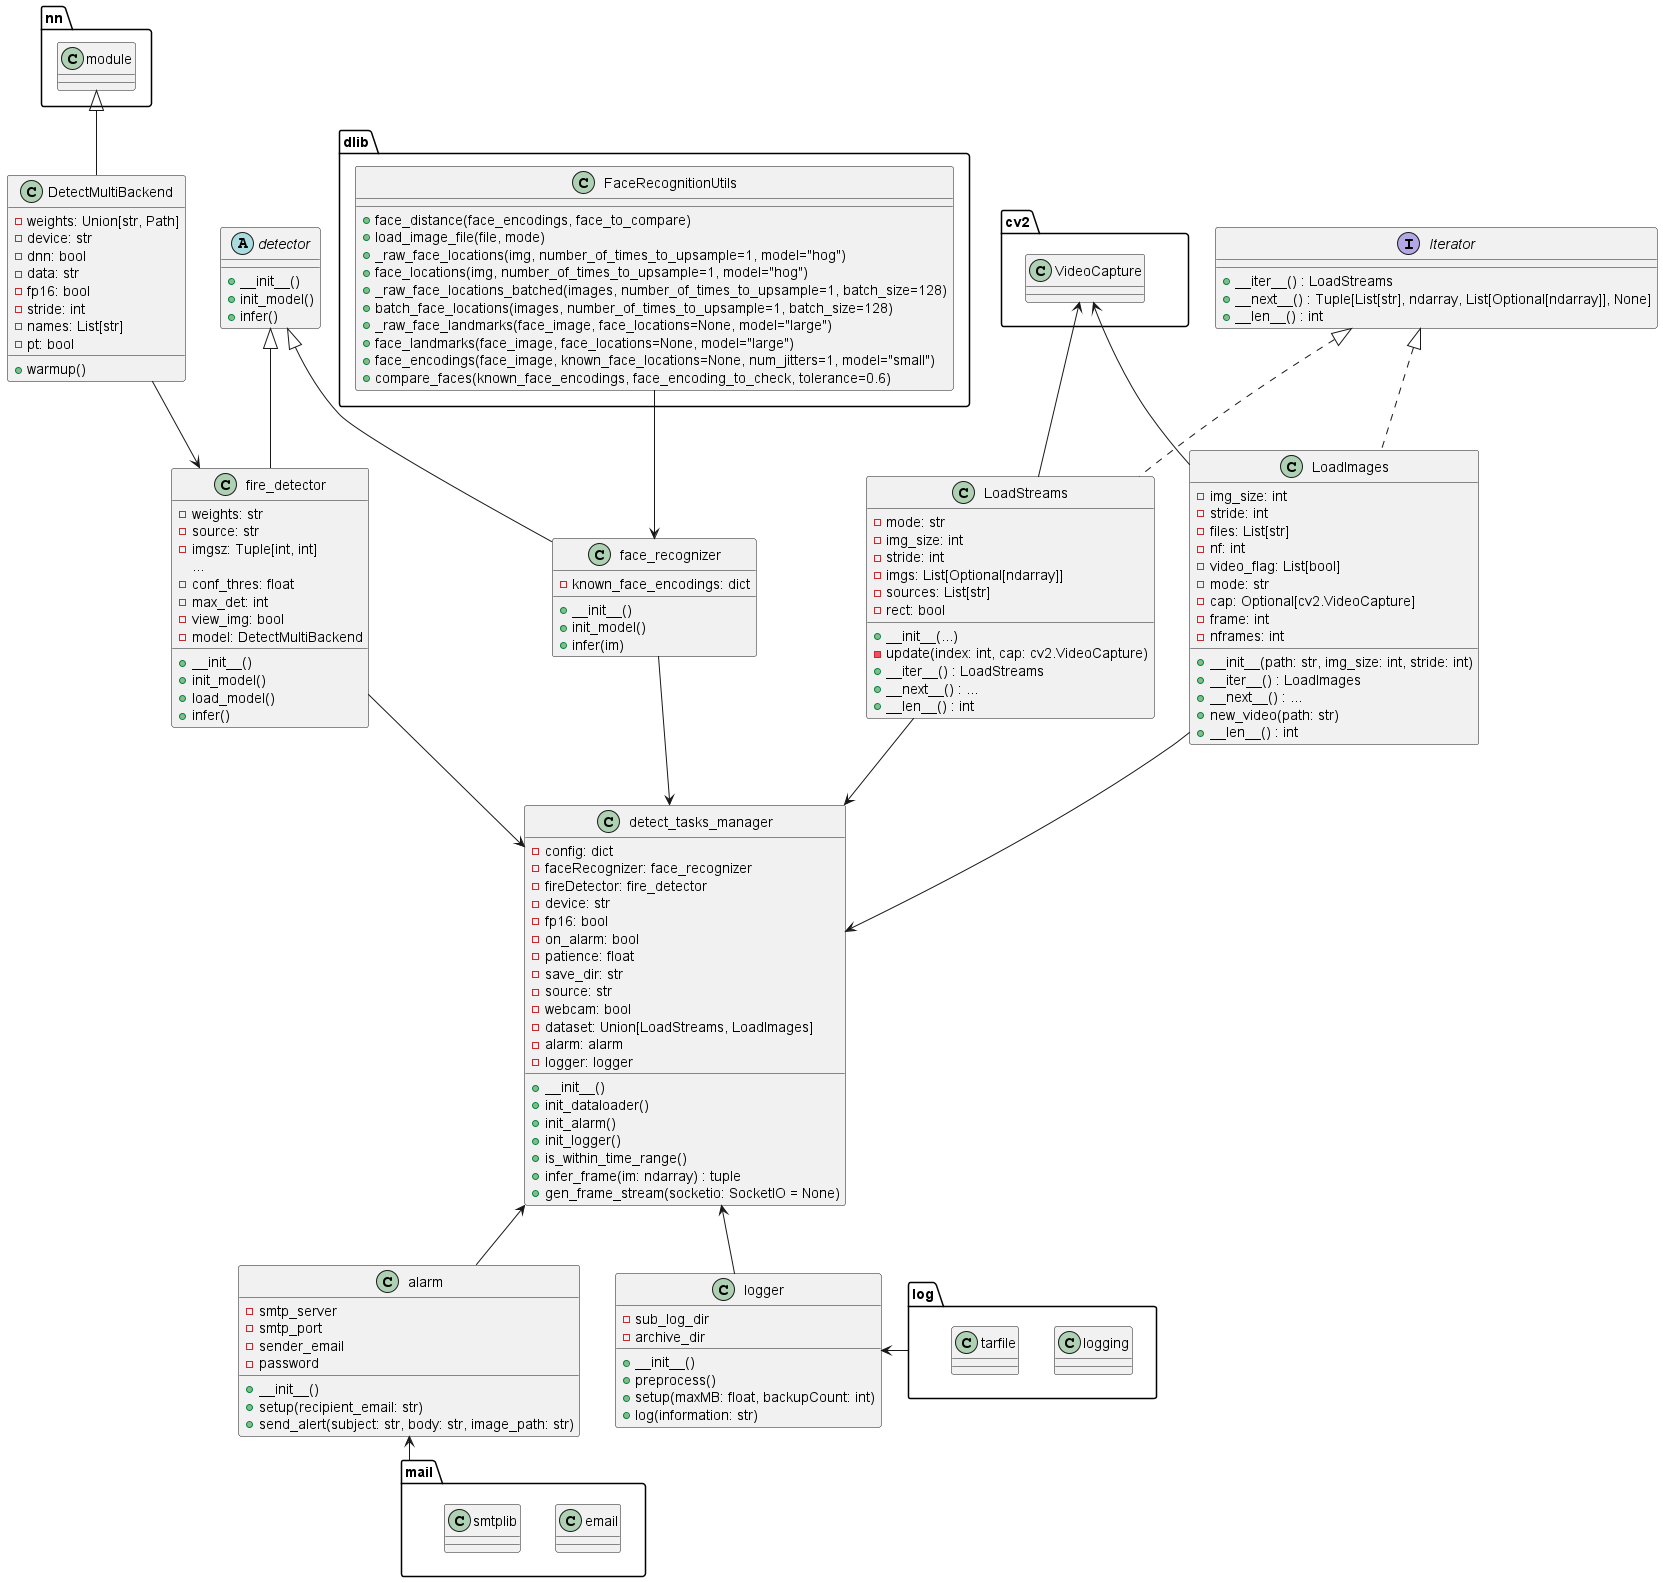 nn
C module
C DetectMultiBackend
weights: Union[str, Path]
device: str
dnn: bool
data: str
fp16: bool
stride: int
names: List[str]
pt: bool
warmup()
A detector
__init__()
init_model()
infer()
dlib
C FaceRecognitionUtils
face_distance(face_encodings, face_to_compare)
load_image_file(file, mode)
_raw_face_locations(img, number_of_times_to_upsample=1, model="hog")
face_locations(img, number_of_times_to_upsample=1, model="hog")
_raw_face_locations_batched(images, number_of_times_to_upsample=1, batch_size=128)
batch_face_locations(images, number_of_times_to_upsample=1, batch_size=128)
_raw_face_landmarks(face_image, face_locations=None, model="large")
face_landmarks(face_image, face_locations=None, model="large")
face_encodings(face_image, known_face_locations=None, num_jitters=1, model="small")
compare_faces(known_face_encodings, face_encoding_to_check, tolerance=0.6)
cv2
C VideoCapture
I Iterator
__iter__() : LoadStreams
__next__() : Tuple[List[str], ndarray, List[Optional[ndarray]], None]
__len__() : int
C fire_detector
weights: str
source: str
imgsz: Tuple[int, int]
...
conf_thres: float
max_det: int
view_img: bool
model: DetectMultiBackend
__init__()
init_model()
load_model()
infer()
C face_recognizer
known_face_encodings: dict
__init__()
init_model()
infer(im)
C LoadStreams
mode: str
img_size: int
stride: int
imgs: List[Optional[ndarray]]
sources: List[str]
rect: bool
__init__(...)
update(index: int, cap: cv2.VideoCapture)
__iter__() : LoadStreams
__next__() : ...
__len__() : int
C LoadImages
img_size: int
stride: int
files: List[str]
nf: int
video_flag: List[bool]
mode: str
cap: Optional[cv2.VideoCapture]
frame: int
nframes: int
__init__(path: str, img_size: int, stride: int)
__iter__() : LoadImages
__next__() : ...
new_video(path: str)
__len__() : int
C detect_tasks_manager
config: dict
faceRecognizer: face_recognizer
fireDetector: fire_detector
device: str
fp16: bool
on_alarm: bool
patience: float
save_dir: str
source: str
webcam: bool
dataset: Union[LoadStreams, LoadImages]
alarm: alarm
logger: logger
__init__()
init_dataloader()
init_alarm()
init_logger()
is_within_time_range()
infer_frame(im: ndarray) : tuple
gen_frame_stream(socketio: SocketIO = None)
C alarm
smtp_server
smtp_port
sender_email
password
__init__()
setup(recipient_email: str)
send_alert(subject: str, body: str, image_path: str)
C logger
sub_log_dir
archive_dir
__init__()
preprocess()
setup(maxMB: float, backupCount: int)
log(information: str)
log
C tarfile
C logging
mail
C smtplib
C email